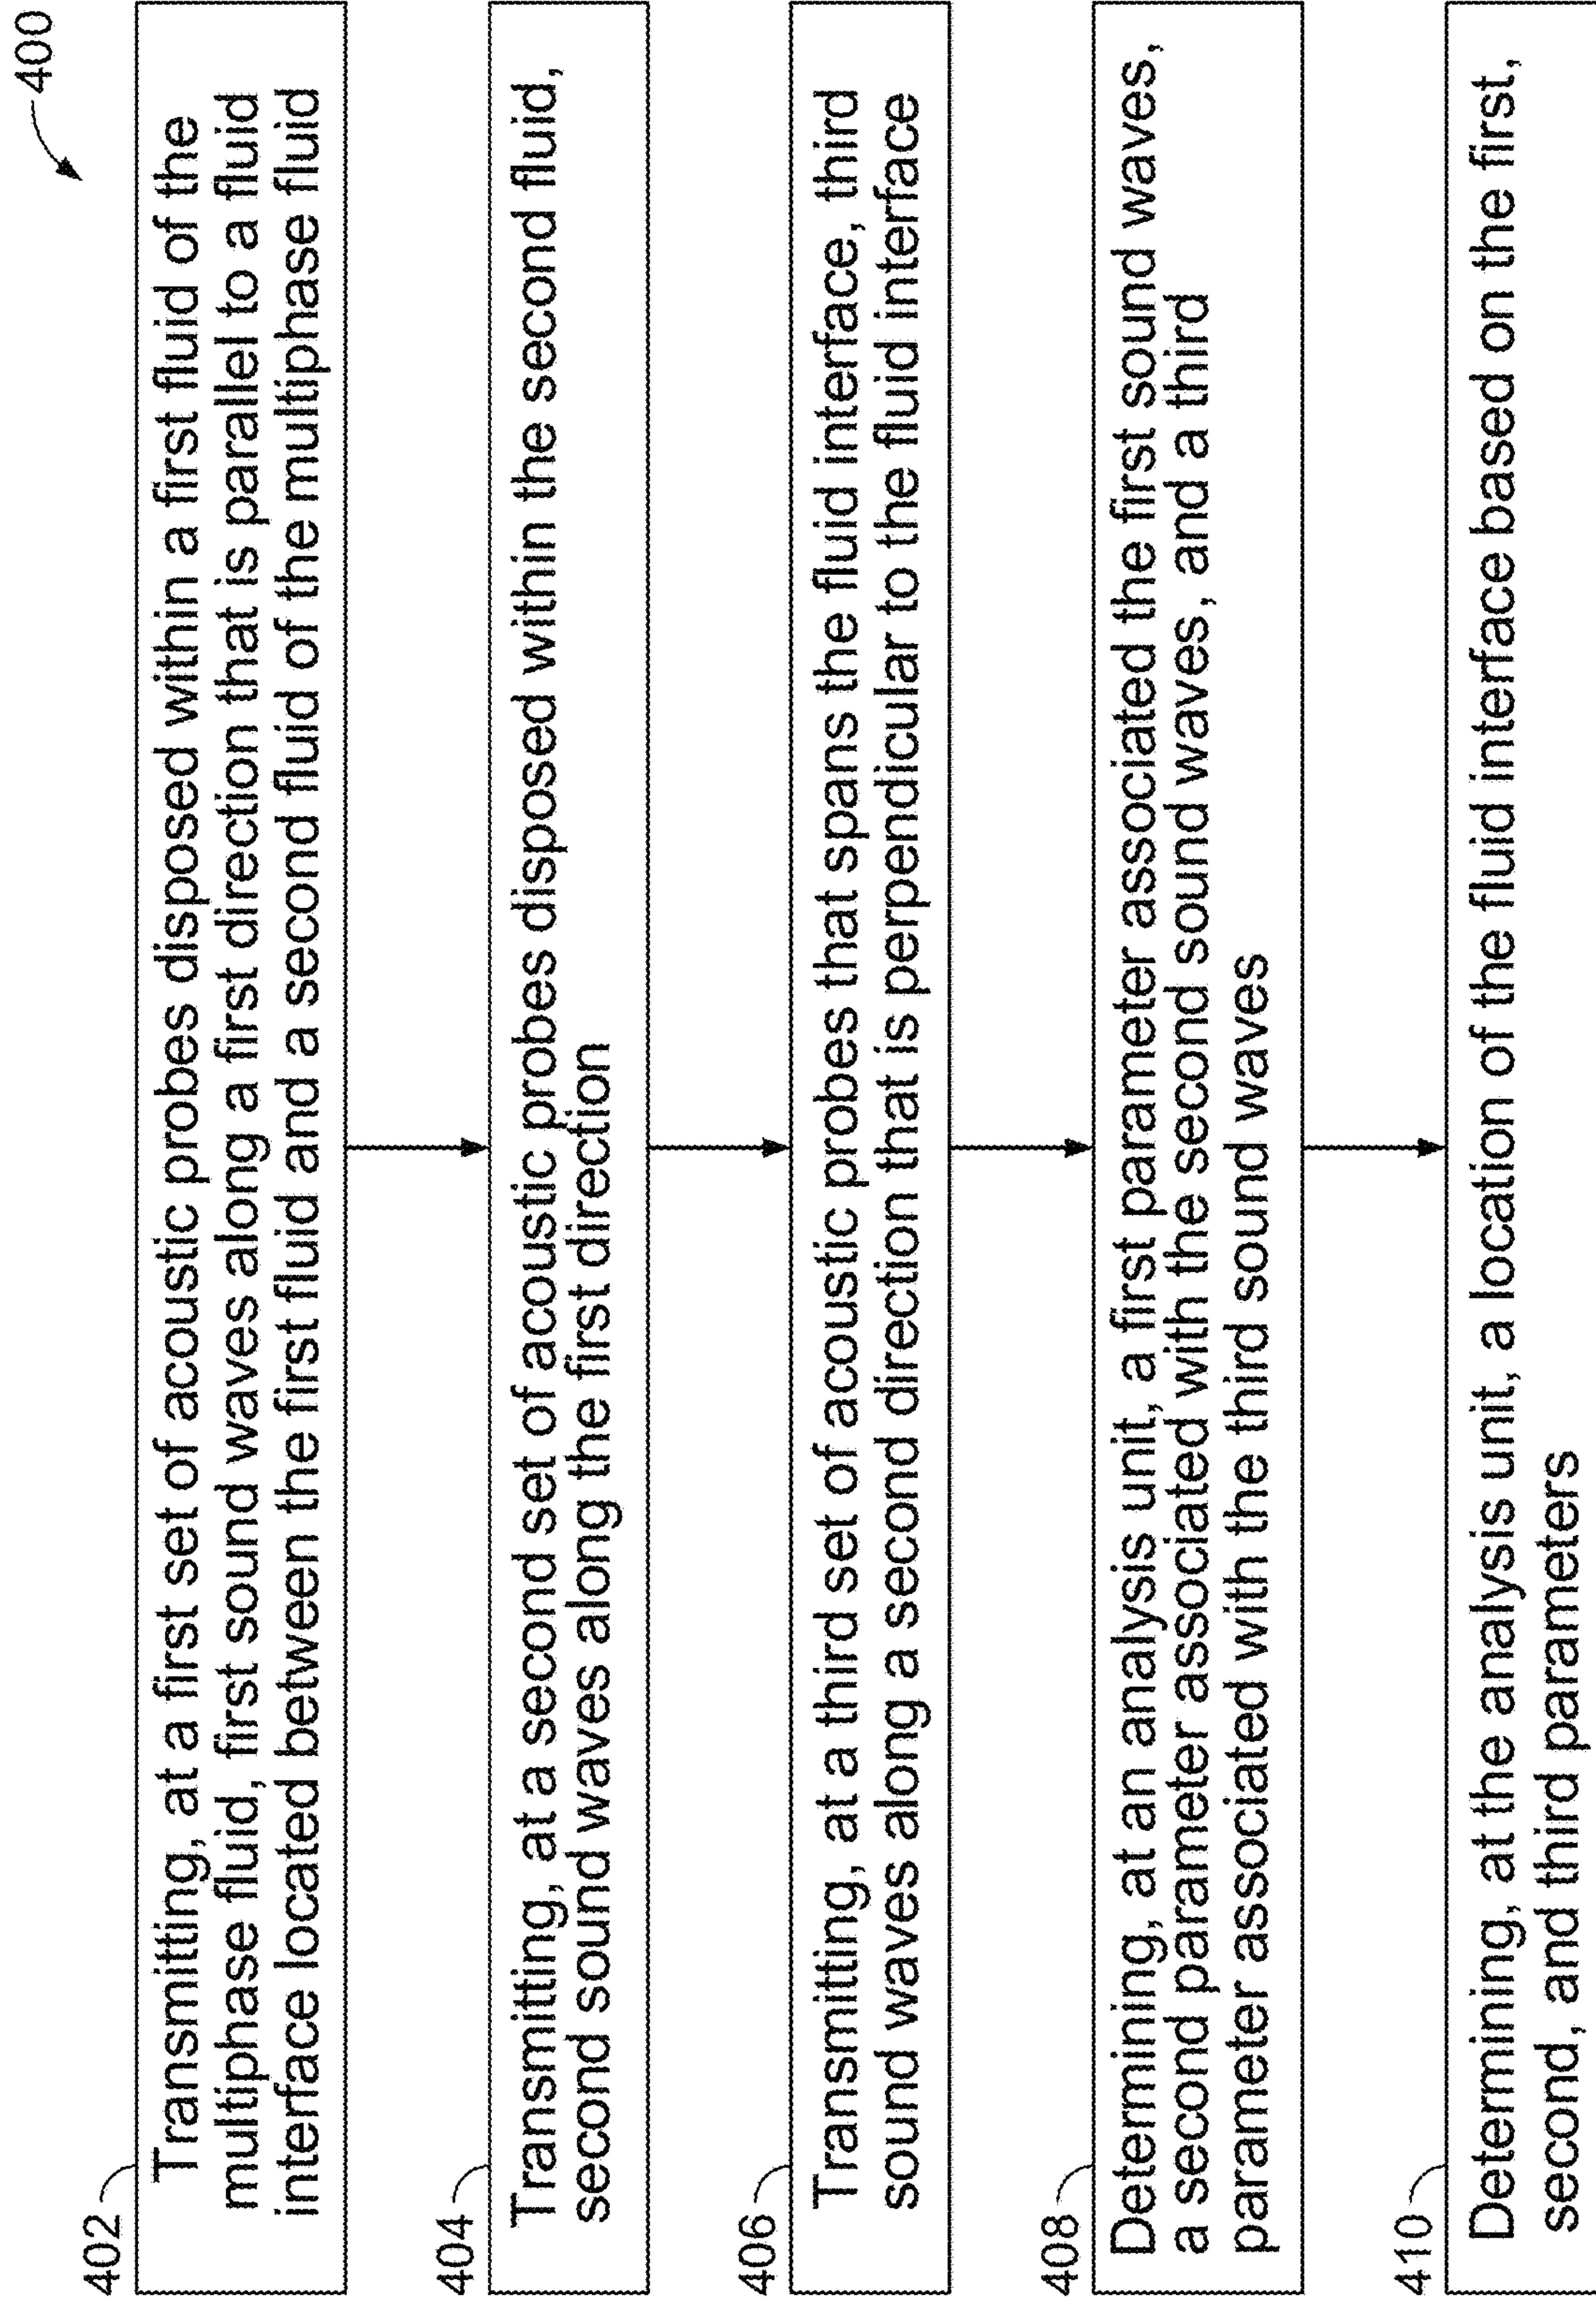 400
402
Transmitting, at a first set of acoustic probes disposed within a first fluid of the
multiphase fluid, first sound waves along a first direction that is parallel to a fluid
interface located between the first fluid and a second fluid of the multiphase fluid
404
Transmitting, at a second set of acoustic probes disposed within the second fluid,
second sound waves along the first direction
406
Transmitting, at a third set of acoustic probes that spans the fluid interface, third
sound waves along a second direction that is perpendicular to the fluid interface
408
Determining, at an analysis unit, a first parameter associated the first sound waves,
a second parameter associated with the second sound waves, and a third
parameter associated with the third sound waves
410
Determining, at the analysis unit, a location of the fluid interface based on the first,
second, and third parameters